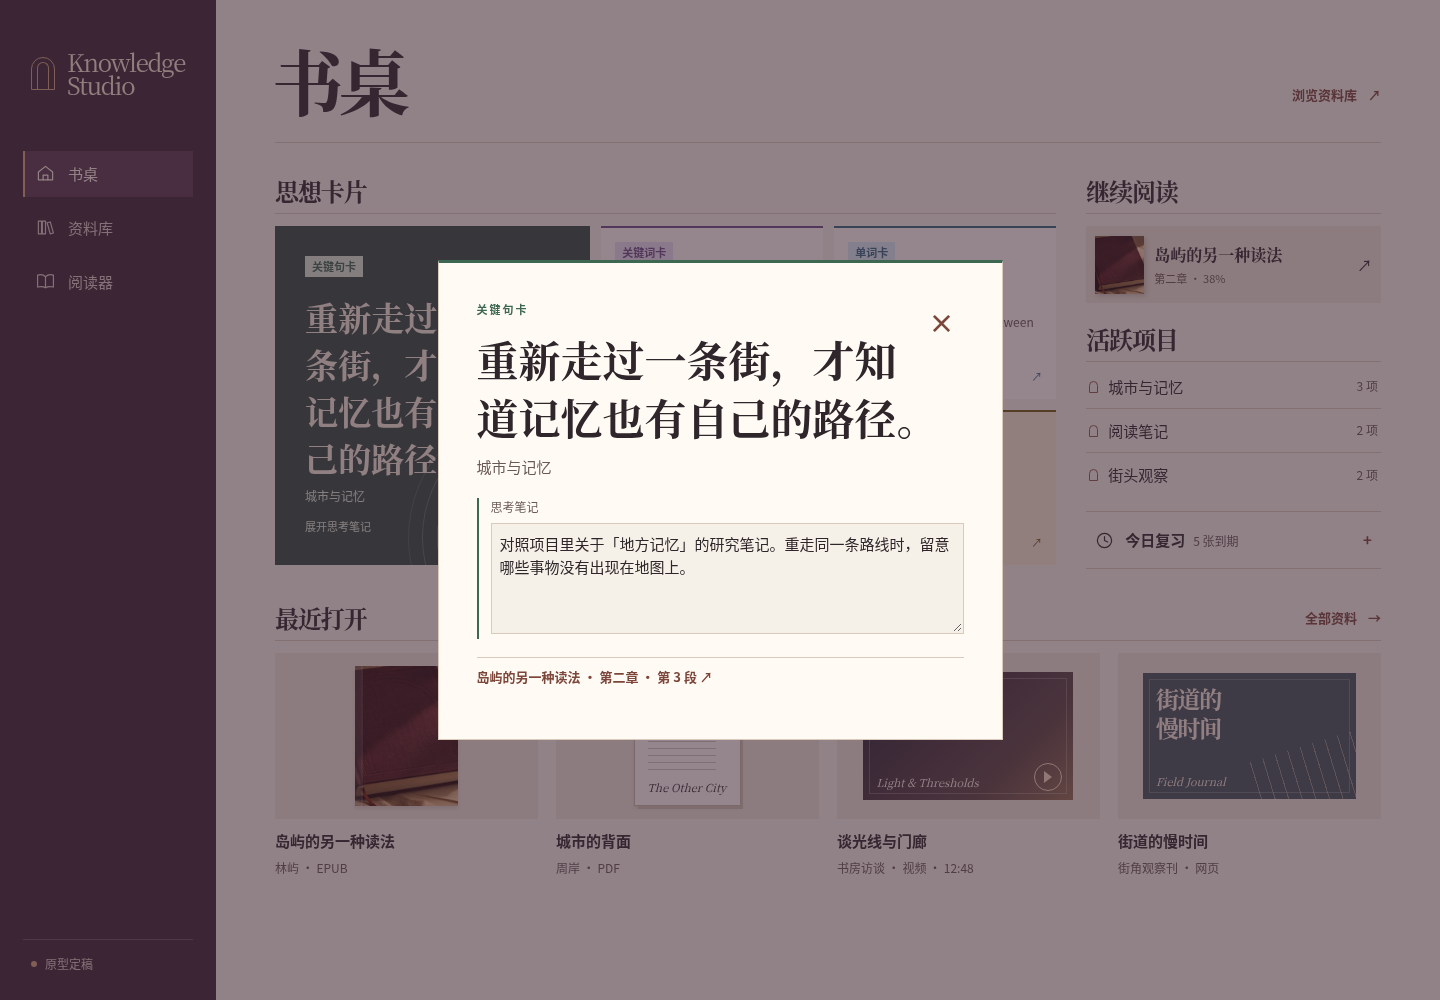 Knowledge
Studio
书桌
资料库
阅读器
原型定稿
书桌
浏览资料库 ↗
思想卡片
关键句卡
重新走过
条街，才
记忆也有
己的路径
城市与记忆
展开思考笔记
关键词卡
单词卡
ween
↗
↗
关键句卡
×
重新走过一条街，才知
道记忆也有自己的路径。
城市与记忆
思考笔记
对照项目里关于「地方记忆」的研究笔记。重走同一条路线时，留意
哪些事物没有出现在地图上。
岛屿的另一种读法 · 第二章 · 第 3 段 ↗
继续阅读
岛屿的另一种读法
第二章 · 38%
↗
活跃项目
城市与记忆 3 项
阅读笔记 2 项
街头观察 2 项
今日复习 5 张到期 +
最近打开
全部资料 →
岛屿的另一种读法
林屿 · EPUB
The Other City
城市的背面
周岸 · PDF
Light & Thresholds
谈光线与门廊
书房访谈 · 视频 · 12:48
街道的
慢时间
Field Journal
街道的慢时间
街角观察刊 · 网页